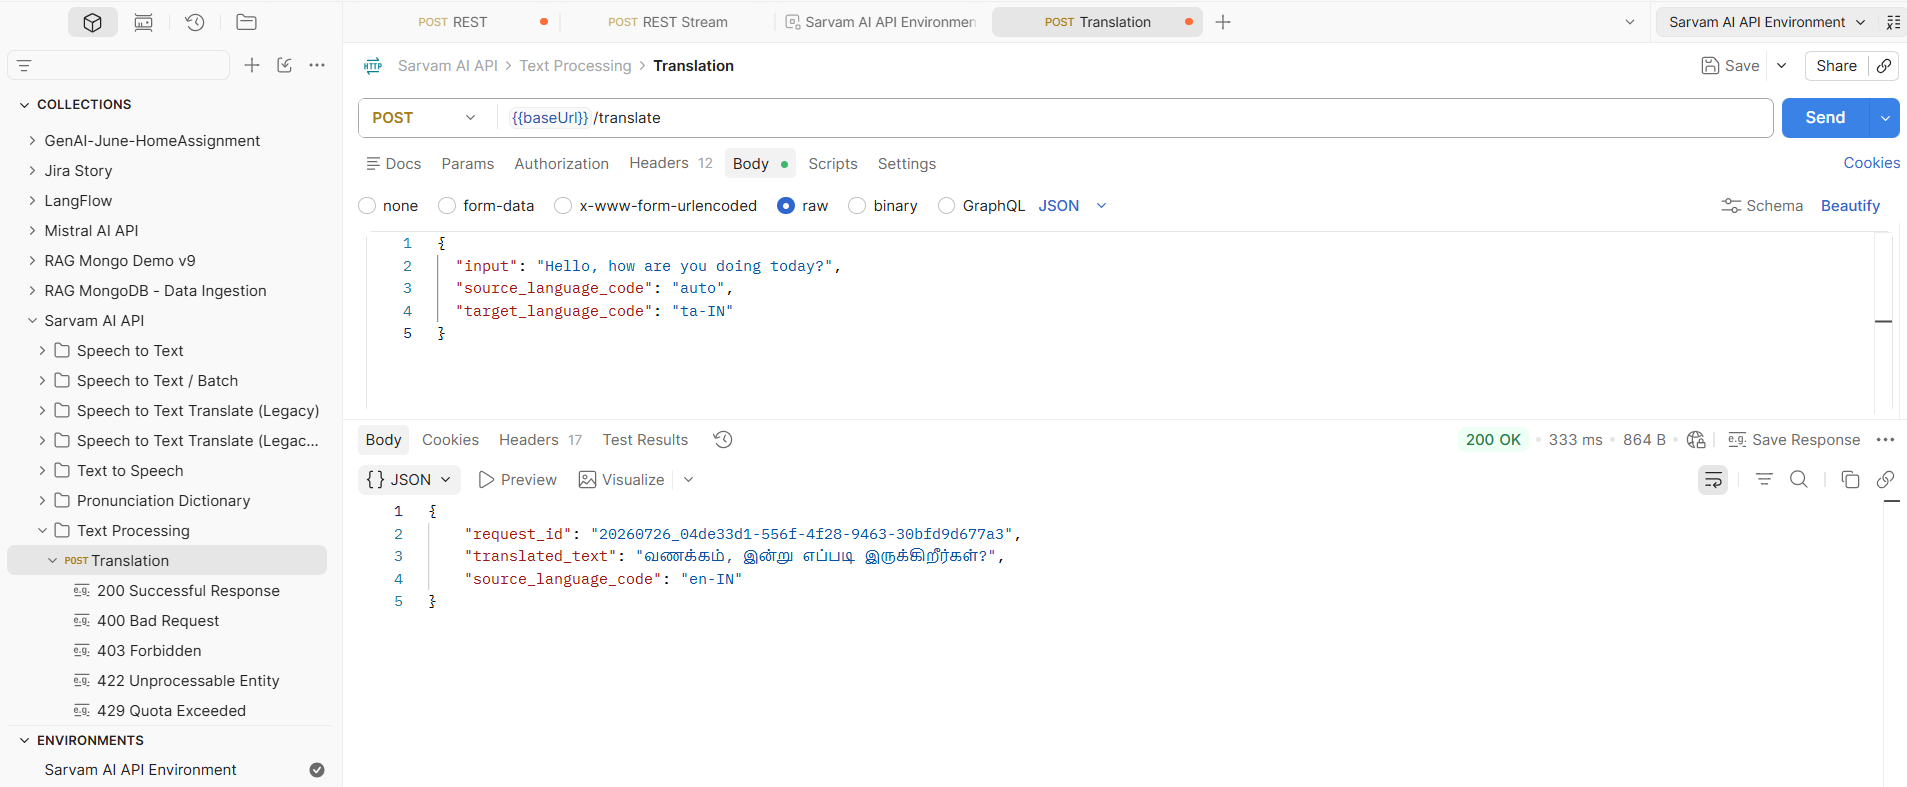 POST REST
POST REST Stream
Sarvam AI API Environmen
POST Translation
Sarvam AI API Environment
HTTP Sarvam AI API > Text Processing > Translation
Save
Share
COLLECTIONS
GenAI-June-HomeAssignment
Jira Story
LangFlow
Mistral AI API
RAG Mongo Demo v9
RAG MongoDB - Data Ingestion
Sarvam AI API
Speech to Text
Speech to Text / Batch
Speech to Text Translate (Legacy)
Speech to Text Translate (Legac...
Text to Speech
Pronunciation Dictionary
Text Processing
POST Translation
e.g. 200 Successful Response
e.g. 400 Bad Request
e.g. 403 Forbidden
e.g. 422 Unprocessable Entity
e.g. 429 Quota Exceeded
ENVIRONMENTS
Sarvam AI API Environment
POST {{baseUrl}} /translate
Send
Docs Params Authorization Headers 12 Body Scripts Settings
Cookies
none form-data x-www-form-urlencoded raw binary GraphQL JSON
Schema Beautify
1 {
2 "input": "Hello, how are you doing today?",
3 "source_language_code": "auto",
4 "target_language_code": "ta-IN"
5 }
Body Cookies Headers 17 Test Results
200 OK • 333 ms • 864 B • e.g. Save Response
{} JSON Preview Visualize
1 {
2 "request_id": "20260726_04de33d1-556f-4f28-9463-30bfd9d677a3",
3 "translated_text": "வணக்கம், இன்று எப்படி இருக்கிறீர்கள்?",
4 "source_language_code": "en-IN"
5 }